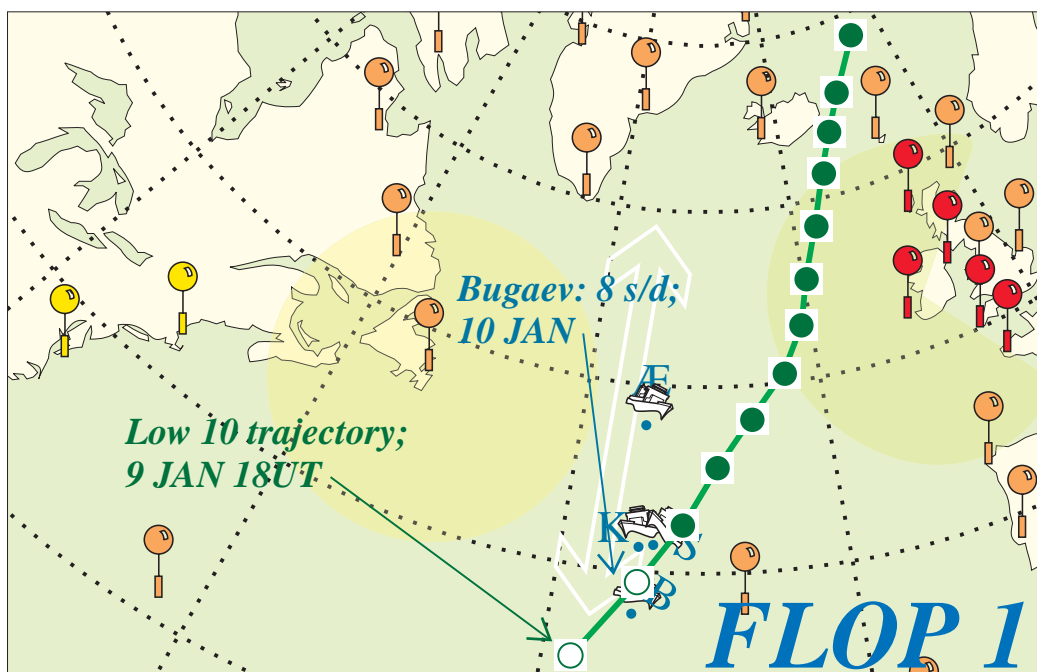 Bugaev: 8 s/d;
10 JAN
Æ
Low 10 trajectory;
9 JAN 18UT
K
S
B
FLOP 1